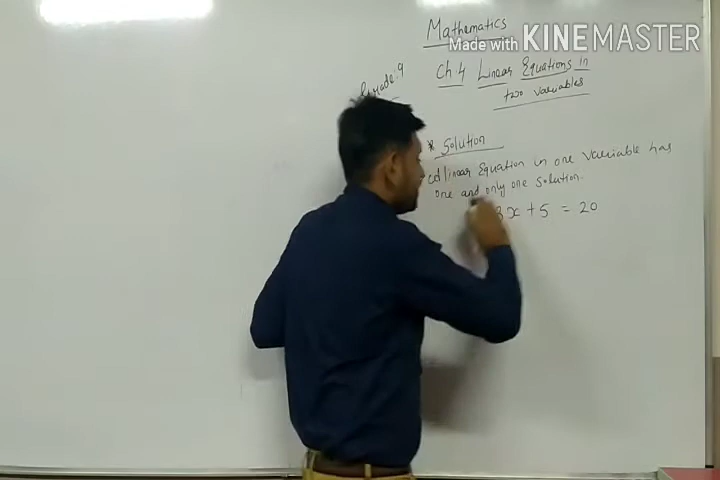 Mathematics
Made with KINEMASTER
Ch 4 Linear Equations in
two variables
Grade: 9
* Solution
Linear Equation in one variable has
one and only one solution.
3x + 5 = 20